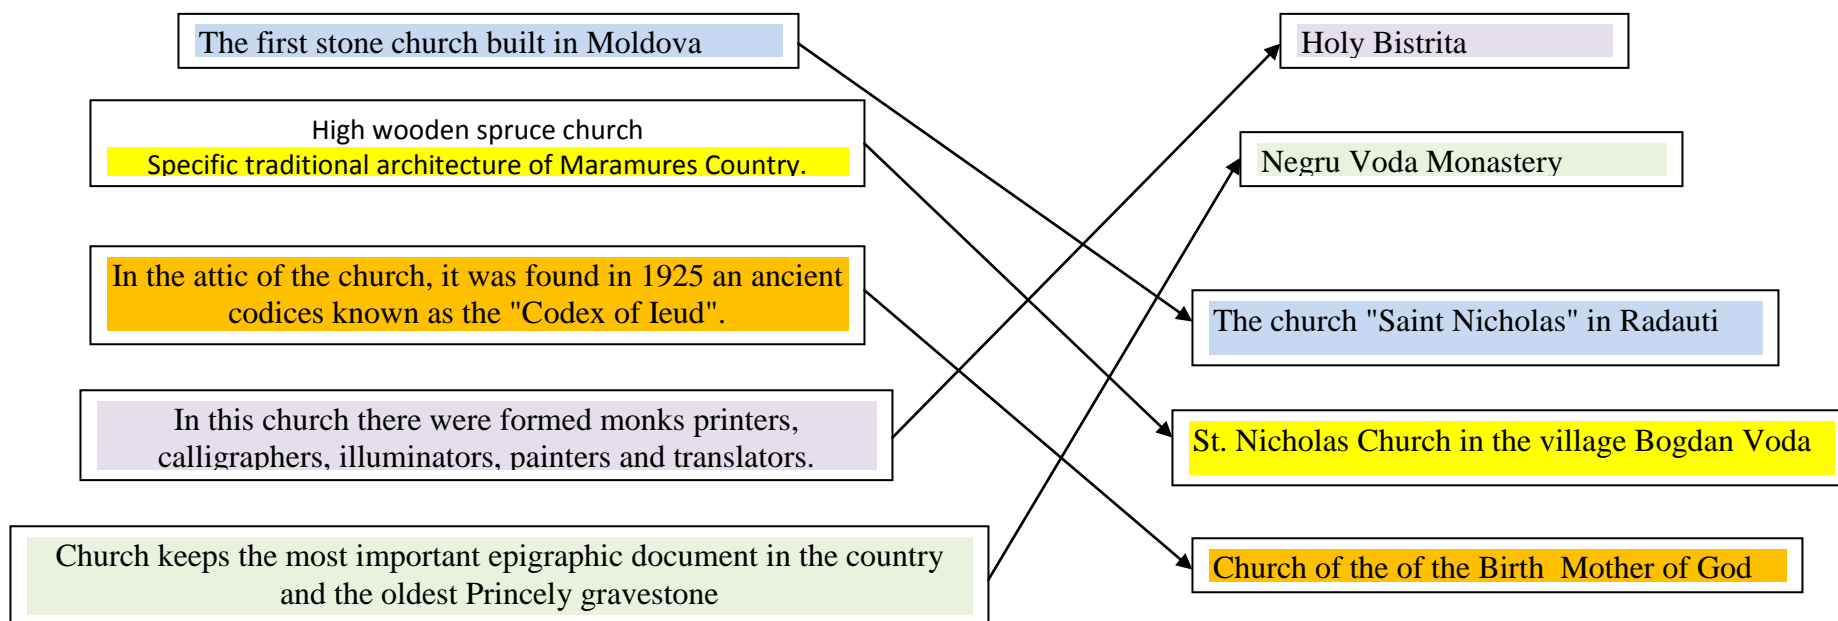 The first stone church built in Moldova
High wooden spruce church
Specific traditional architecture of Maramures Country.
In the attic of the church, it was found in 1925 an ancient
codices known as the "Codex of Ieud".
In this church there were formed monks printers,
calligraphers, illuminators, painters and translators.
Church keeps the most important epigraphic document in the country
and the oldest Princely gravestone
Holy Bistrita
Negru Voda Monastery
The church "Saint Nicholas" in Radauti
St. Nicholas Church in the village Bogdan Voda
Church of the of the Birth Mother of God